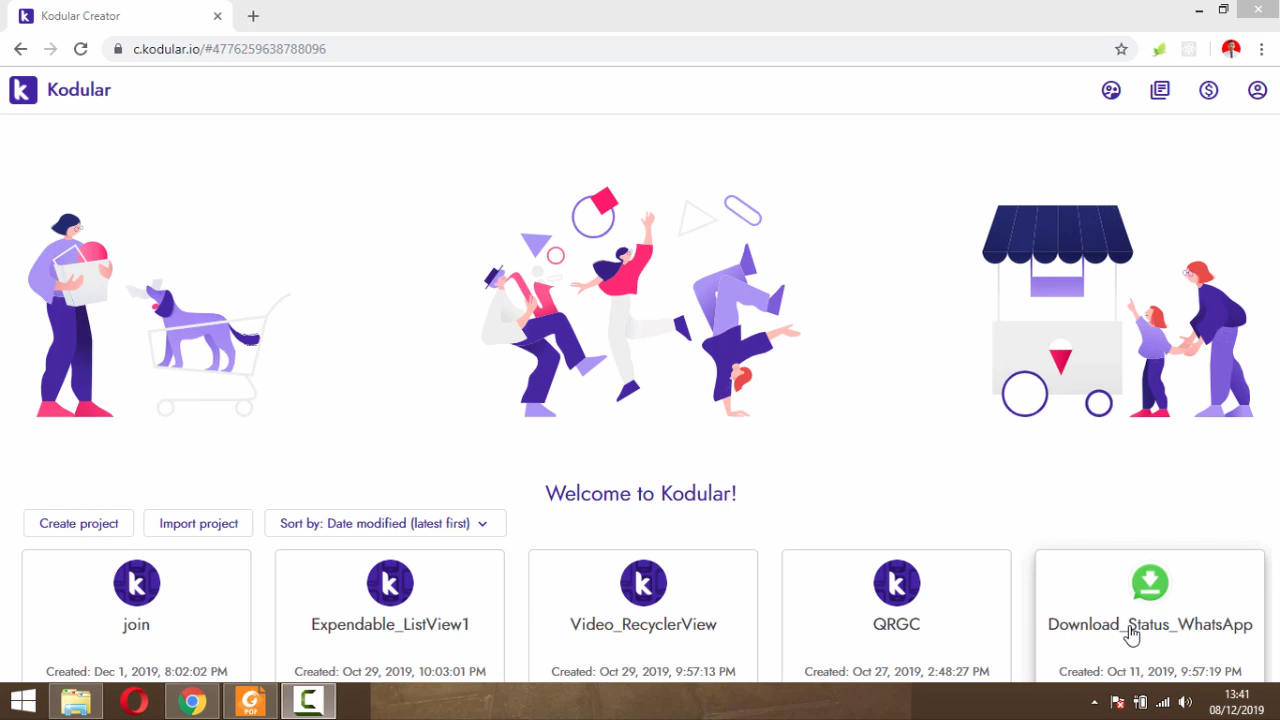 Kodular Creator
c.kodular.io/#4776259638788096
Kodular
Welcome to Kodular!
Create project
Import project
Sort by: Date modified (latest first)
join
Expendable_ListView1
Video_RecyclerView
QRGC
Download_Status_WhatsApp
Created: Dec 1, 2019, 8:02:02 PM
Created: Oct 29, 2019, 10:03:01 PM
Created: Oct 29, 2019, 9:57:13 PM
Created: Oct 27, 2019, 2:48:27 PM
Created: Oct 11, 2019, 9:57:19 PM
PDF
13:41
08/12/2019